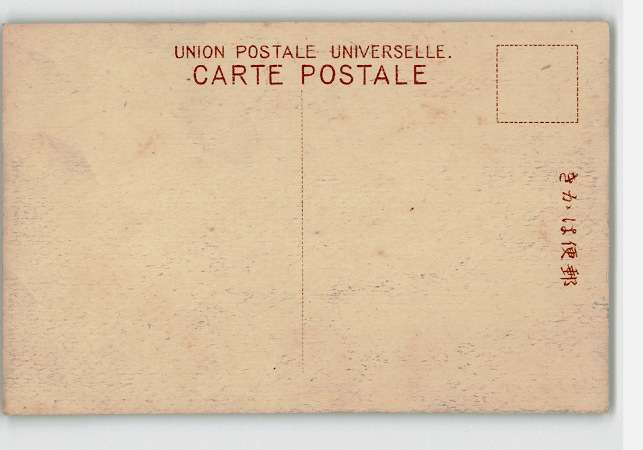 UNION POSTALE UNIVERSELLE.
CARTE POSTALE
郵便はかき